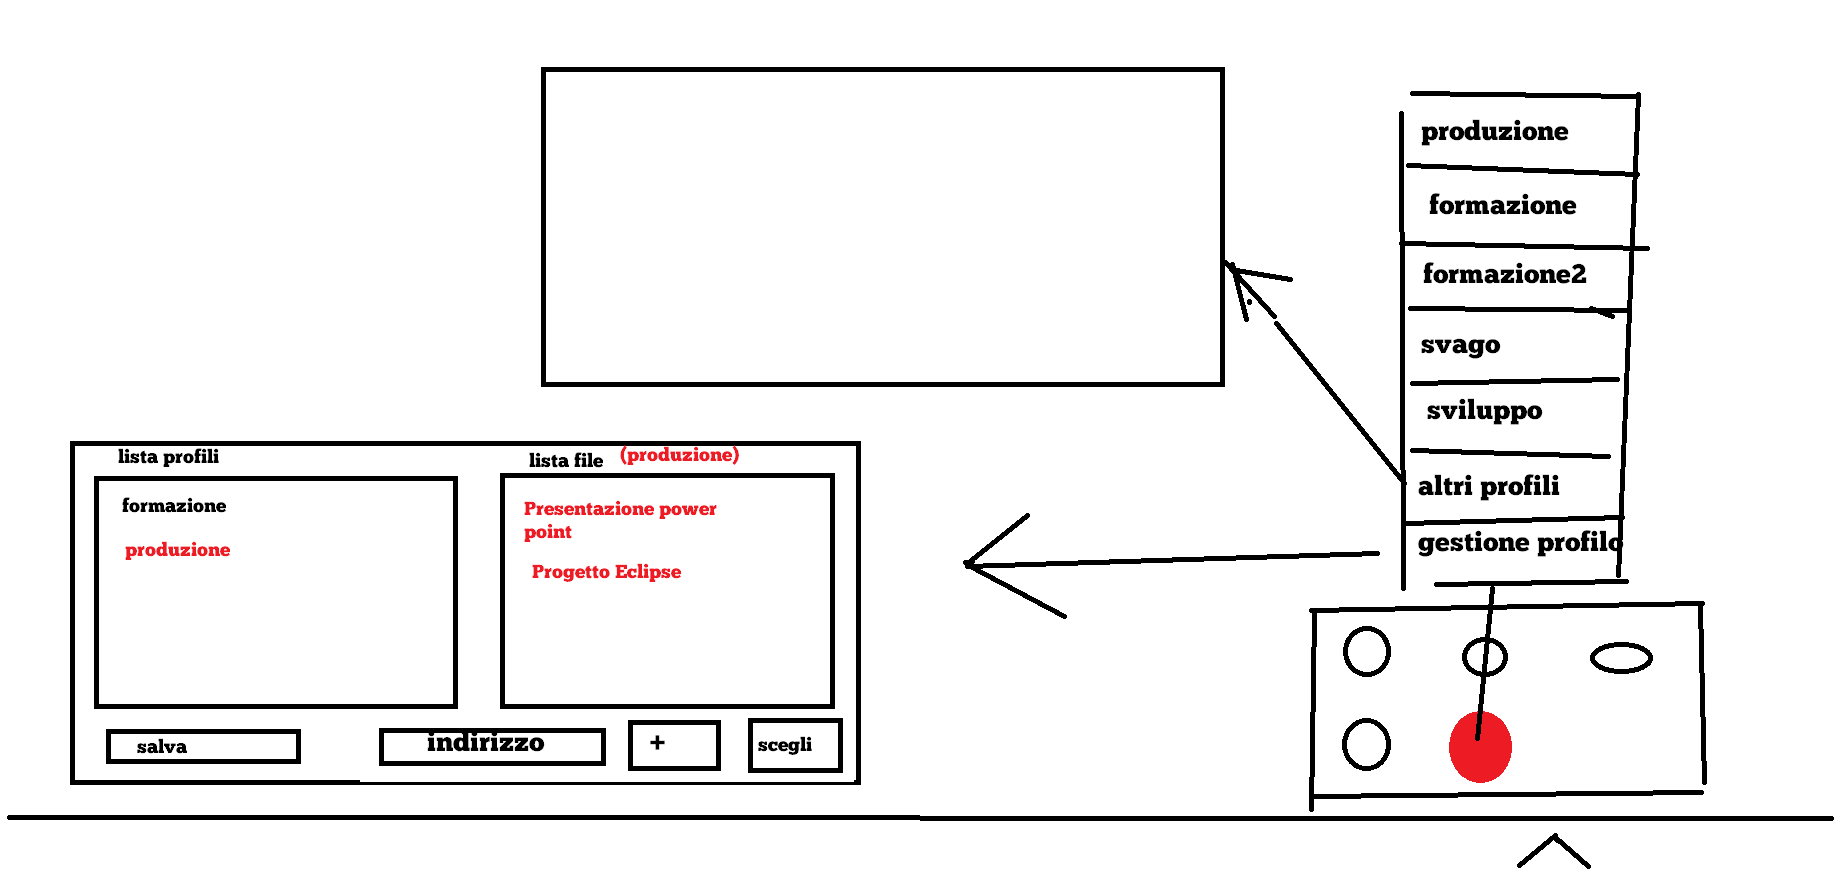 produzione
formazione
formazione2
svago
sviluppo
altri profili
gestione profilo
lista profili
formazione
produzione
lista file (produzione)
Presentazione power
point
Progetto Eclipse
salva
indirizzo
+
scegli